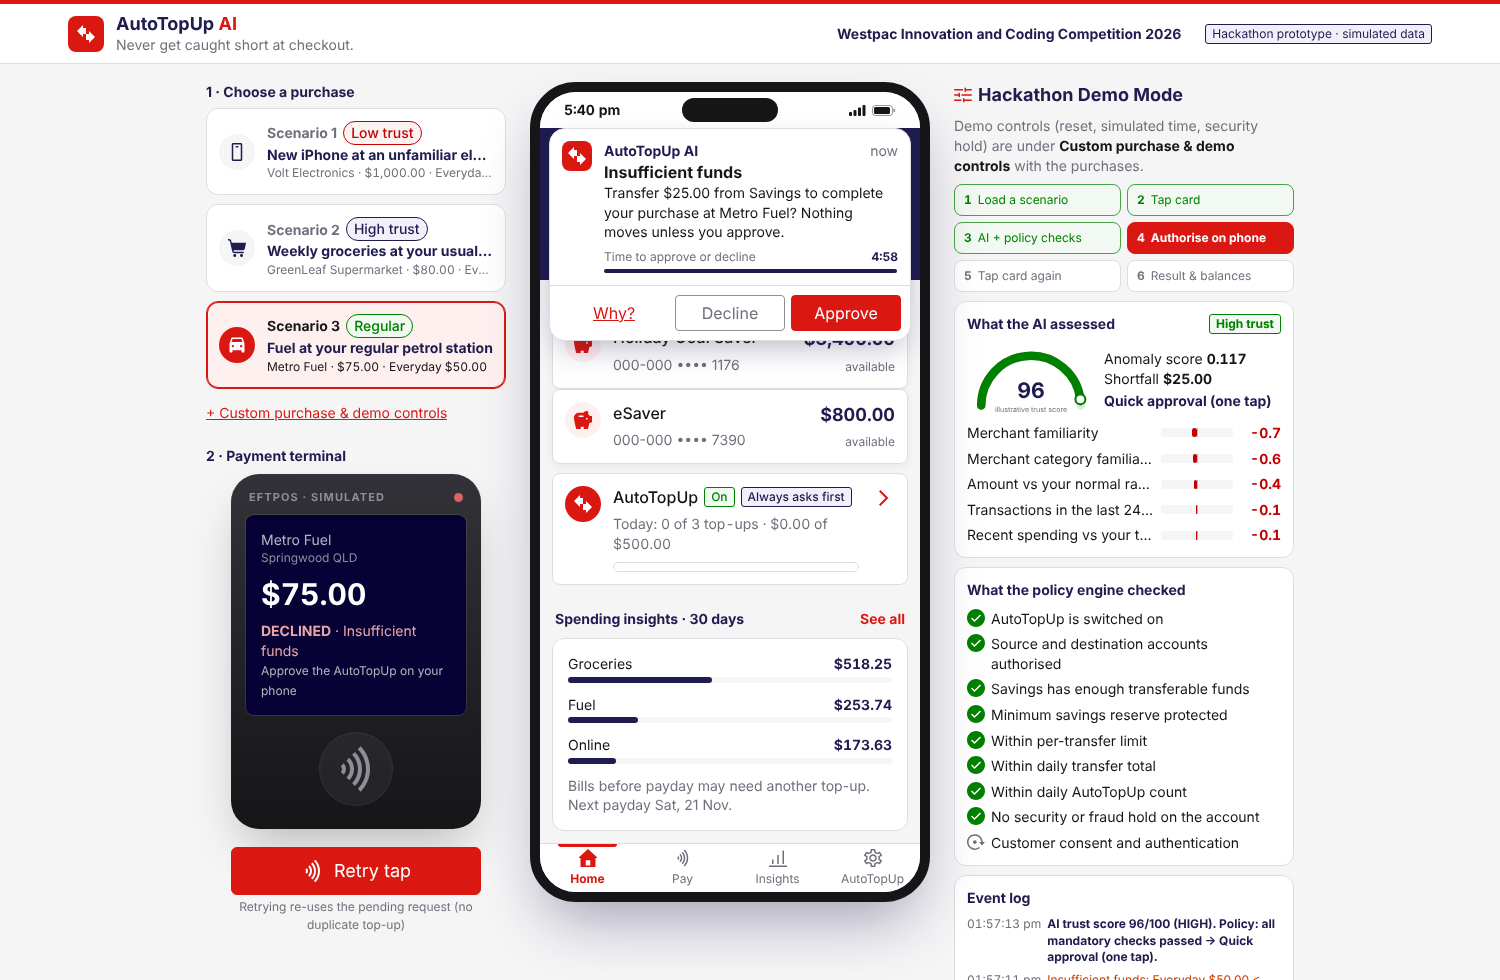 AutoTopUp AI
Never get caught short at checkout.
Westpac Innovation and Coding Competition 2026
Hackathon prototype · simulated data
1 · Choose a purchase
Scenario 1 Low trust
New iPhone at an unfamiliar el...
Volt Electronics · $1,000.00 · Everyda...
Scenario 2 High trust
Weekly groceries at your usual...
GreenLeaf Supermarket · $80.00 · Ev...
Scenario 3 Regular
Fuel at your regular petrol station
Metro Fuel · $75.00 · Everyday $50.00
+ Custom purchase & demo controls
2 · Payment terminal
EFTPOS · SIMULATED
Metro Fuel
Springwood QLD
$75.00
DECLINED · Insufficient
funds
Approve the AutoTopUp on your
phone
Retry tap
Retrying re-uses the pending request (no
duplicate top-up)
5:40 pm
AutoTopUp AI now
Insufficient funds
Transfer $25.00 from Savings to complete
your purchase at Metro Fuel? Nothing
moves unless you approve.
Time to approve or decline 4:58
Why? Decline Approve
000-000 •••• 1176 available
eSaver $800.00
000-000 •••• 7390 available
AutoTopUp On Always asks first
Today: 0 of 3 top-ups · $0.00 of
$500.00
Spending insights · 30 days See all
Groceries $518.25
Fuel $253.74
Online $173.63
Bills before payday may need another top-up.
Next payday Sat, 21 Nov.
Home Pay Insights AutoTopUp
Hackathon Demo Mode
Demo controls (reset, simulated time, security
hold) are under Custom purchase & demo
controls with the purchases.
1 Load a scenario
2 Tap card
3 AI + policy checks
4 Authorise on phone
5 Tap card again
6 Result & balances
What the AI assessed High trust
96
illustrative trust score
Anomaly score 0.117
Shortfall $25.00
Quick approval (one tap)
Merchant familiarity -0.7
Merchant category familia... -0.6
Amount vs your normal ra... -0.4
Transactions in the last 24... -0.1
Recent spending vs your t... -0.1
What the policy engine checked
AutoTopUp is switched on
Source and destination accounts
authorised
Savings has enough transferable funds
Minimum savings reserve protected
Within per-transfer limit
Within daily transfer total
Within daily AutoTopUp count
No security or fraud hold on the account
Customer consent and authentication
Event log
01:57:13 pm AI trust score 96/100 (HIGH). Policy: all
mandatory checks passed → Quick
approval (one tap).
01:57:11 pm Insufficient funds: Everyday $50.00 <